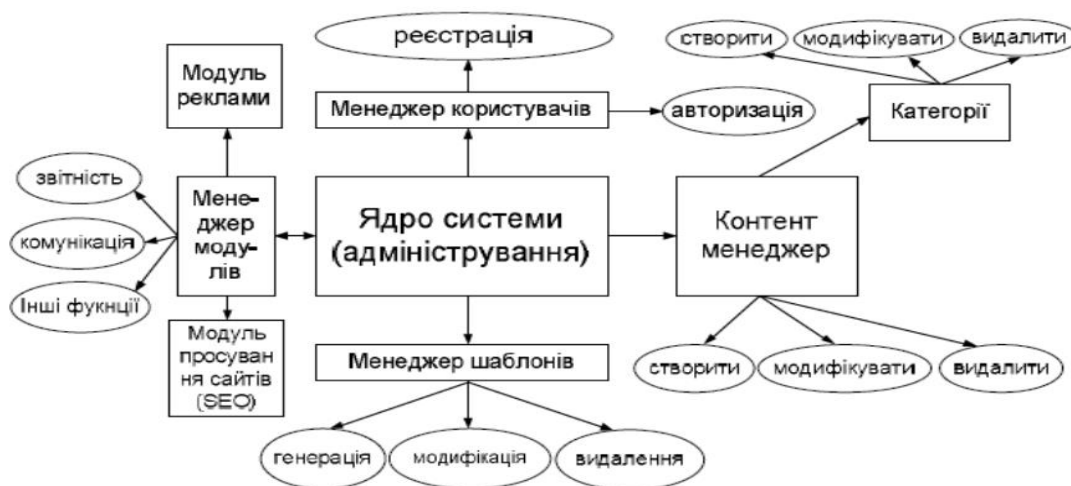 реєстрація
створити
модифікувати
видалити
Модуль
реклами
Менеджер користувачів
авторизація
Категорії
звітність
комунікація
Інші фукнції
Мене-
джер
моду-
лів
Ядро системи
(адміністрування)
Контент
менеджер
Модуль
просуван
ня сайтів
(SEO)
Менеджер шаблонів
створити
модифікувати
видалити
генерація
модифікація
видалення